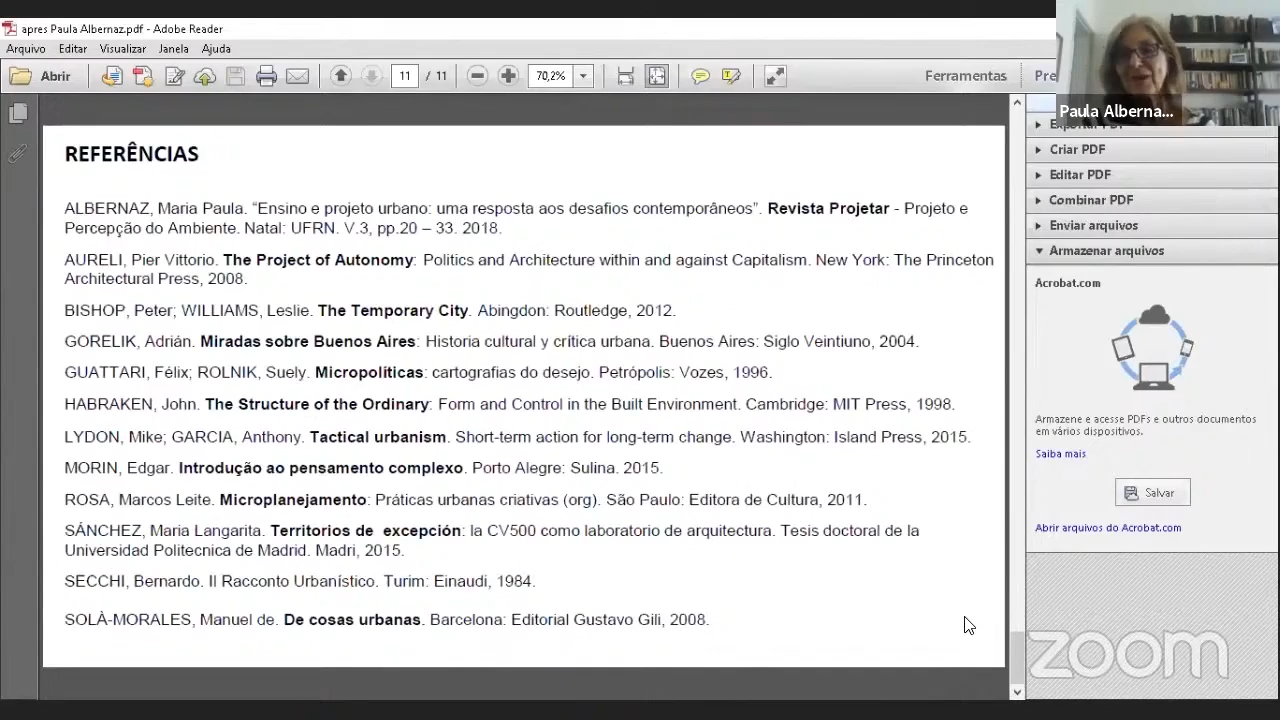 apres Paula Albernaz.pdf - Adobe Reader
Arquivo Editar Visualizar Janela Ajuda
Abrir 11 / 11 70,2% Ferramentas
Paula Alberna...
REFERÊNCIAS
ALBERNAZ, Maria Paula. “Ensino e projeto urbano: uma resposta aos desafios contemporâneos”. Revista Projetar - Projeto e
Percepção do Ambiente. Natal: UFRN. V.3, pp.20 – 33. 2018.
AURELI, Pier Vittorio. The Project of Autonomy: Politics and Architecture within and against Capitalism. New York: The Princeton
Architectural Press, 2008.
BISHOP, Peter; WILLIAMS, Leslie. The Temporary City. Abingdon: Routledge, 2012.
GORELIK, Adrián. Miradas sobre Buenos Aires: Historia cultural y crítica urbana. Buenos Aires: Siglo Veintiuno, 2004.
GUATTARI, Félix; ROLNIK, Suely. Micropolíticas: cartografias do desejo. Petrópolis: Vozes, 1996.
HABRAKEN, John. The Structure of the Ordinary: Form and Control in the Built Environment. Cambridge: MIT Press, 1998.
LYDON, Mike; GARCIA, Anthony. Tactical urbanism. Short-term action for long-term change. Washington: Island Press, 2015.
MORIN, Edgar. Introdução ao pensamento complexo. Porto Alegre: Sulina. 2015.
ROSA, Marcos Leite. Microplanejamento: Práticas urbanas criativas (org). São Paulo: Editora de Cultura, 2011.
SÁNCHEZ, Maria Langarita. Territorios de excepción: la CV500 como laboratorio de arquitectura. Tesis doctoral de la
Universidad Politecnica de Madrid. Madri, 2015.
SECCHI, Bernardo. Il Racconto Urbanístico. Turim: Einaudi, 1984.
SOLÀ-MORALES, Manuel de. De cosas urbanas. Barcelona: Editorial Gustavo Gili, 2008.
Exportar PDF
Criar PDF
Editar PDF
Combinar PDF
Enviar arquivos
Armazenar arquivos
Acrobat.com
Armazene e acesse PDFs e outros documentos
em vários dispositivos.
Saiba mais
Salvar
Abrir arquivos do Acrobat.com
zoom